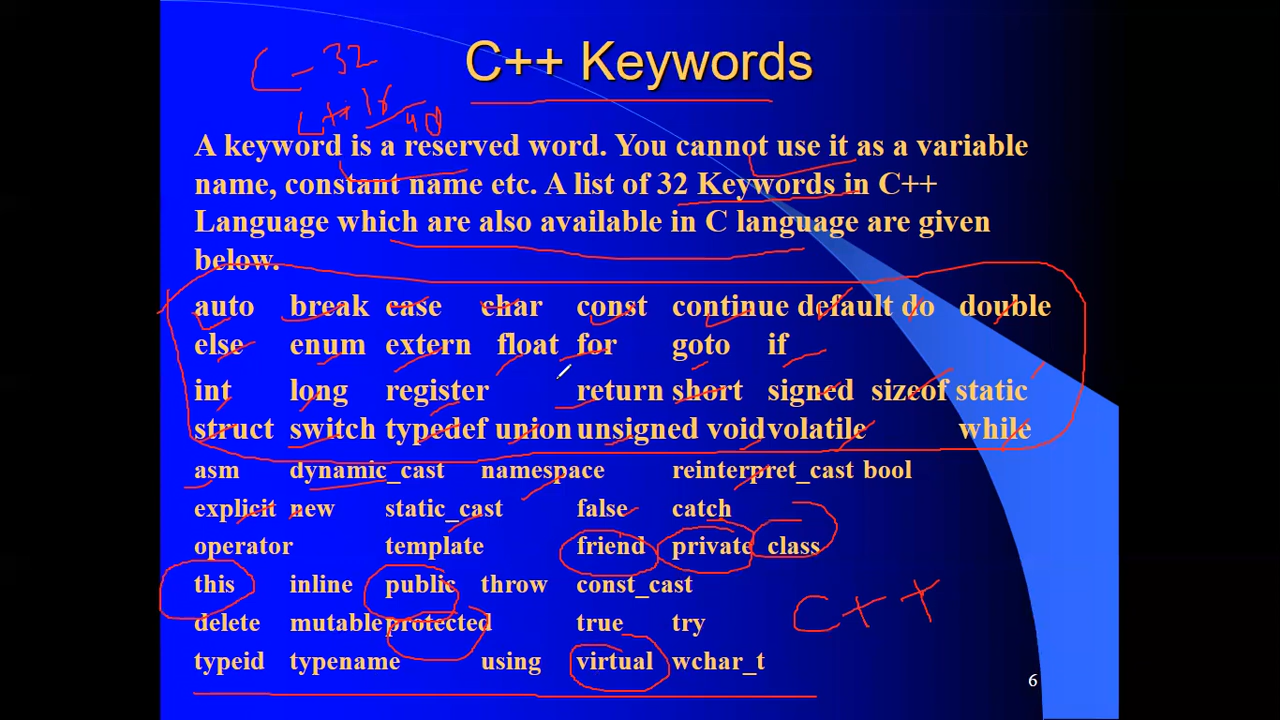 C++ Keywords
C - 32
C++ 18
40
A keyword is a reserved word. You cannot use it as a variable
name, constant name etc. A list of 32 Keywords in C++
Language which are also available in C language are given
below.
auto break case char const continue default do double
else enum extern float for goto if
int long register return short signed sizeof static
struct switch typedef union unsigned void volatile while
asm dynamic_cast namespace reinterpret_cast bool
explicit new static_cast false catch
operator template friend private class
this inline public throw const_cast
delete mutable protected true try
C++
typeid typename using virtual wchar_t
6